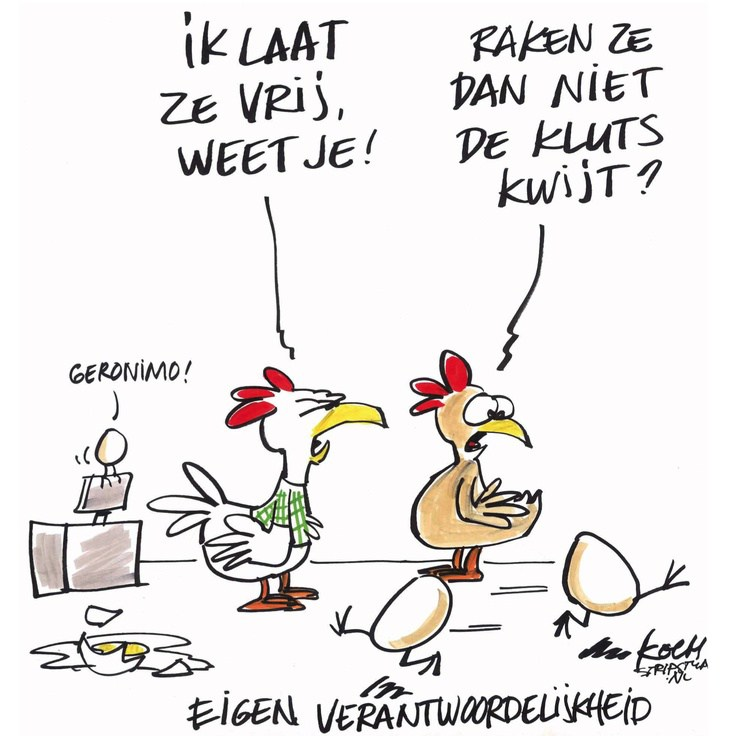 iK LAAT
ZE VRIJ,
WEET JE!
RAKEN ZE
DAN NIET
DE KLUTS
KWIJT?
GERONIMO!
KOCH
EIGEN VERANTWOORDELIJKHEID